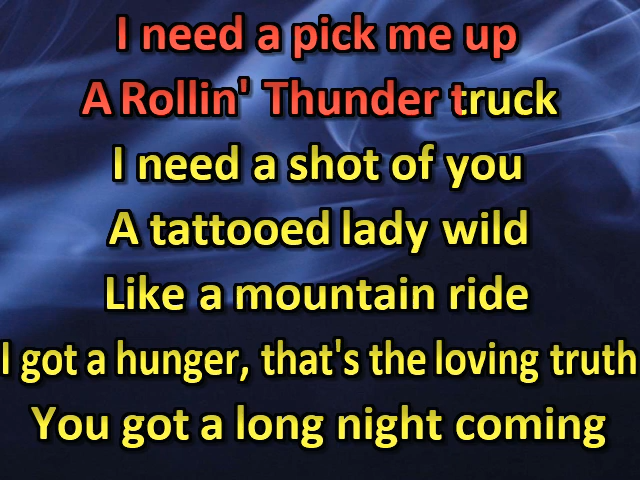 I need a pick me up
A Rollin' Thunder truck
I need a shot of you
A tattooed lady wild
Like a mountain ride
I got a hunger, that's the loving truth
You got a long night coming